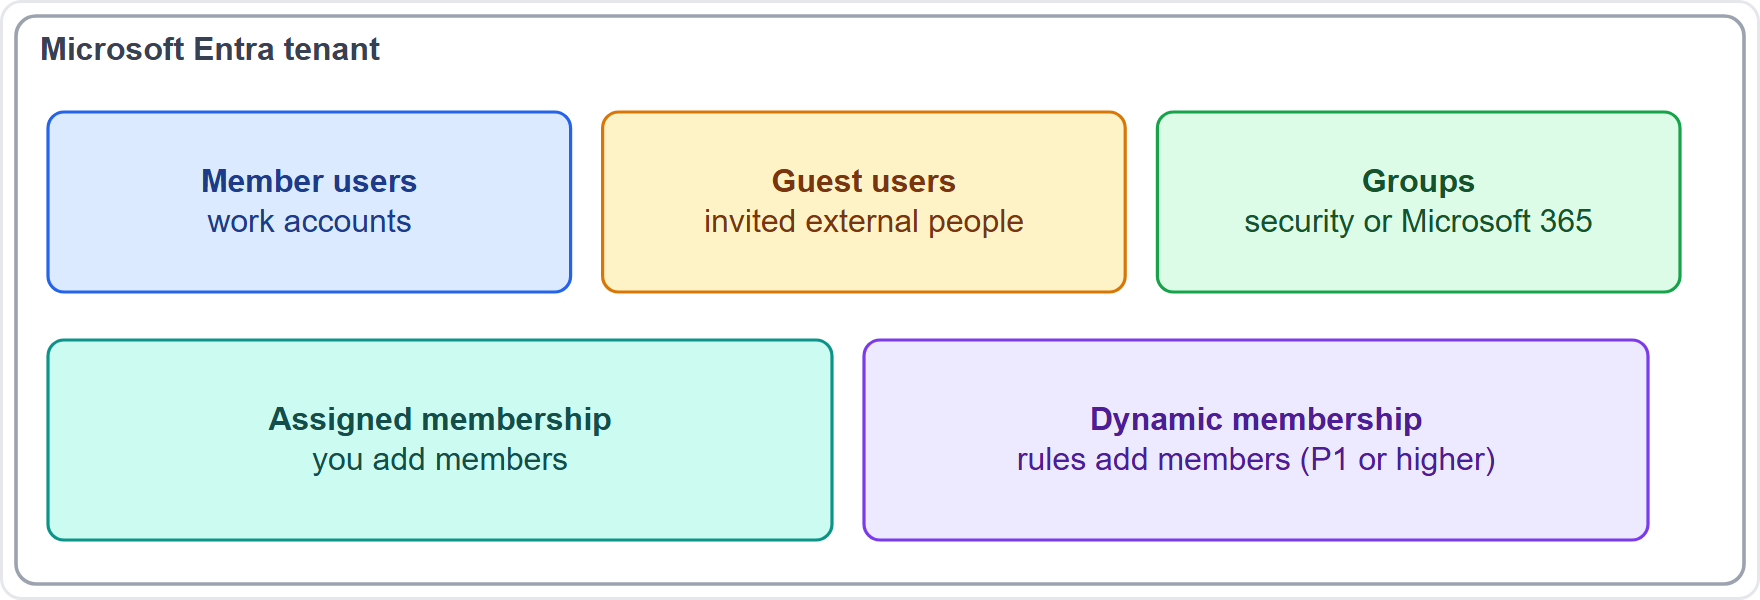 Microsoft Entra tenant
Member users
work accounts
Guest users
invited external people
Groups
security or Microsoft 365
Assigned membership
you add members
Dynamic membership
rules add members (P1 or higher)